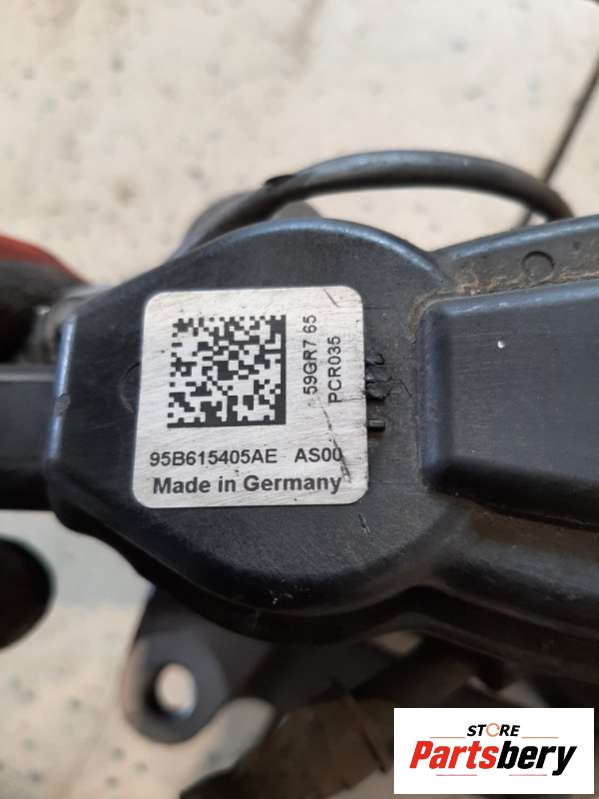 59GR7 65
PCR035
95B615405AE AS00
Made in Germany
STORE
Partsbery